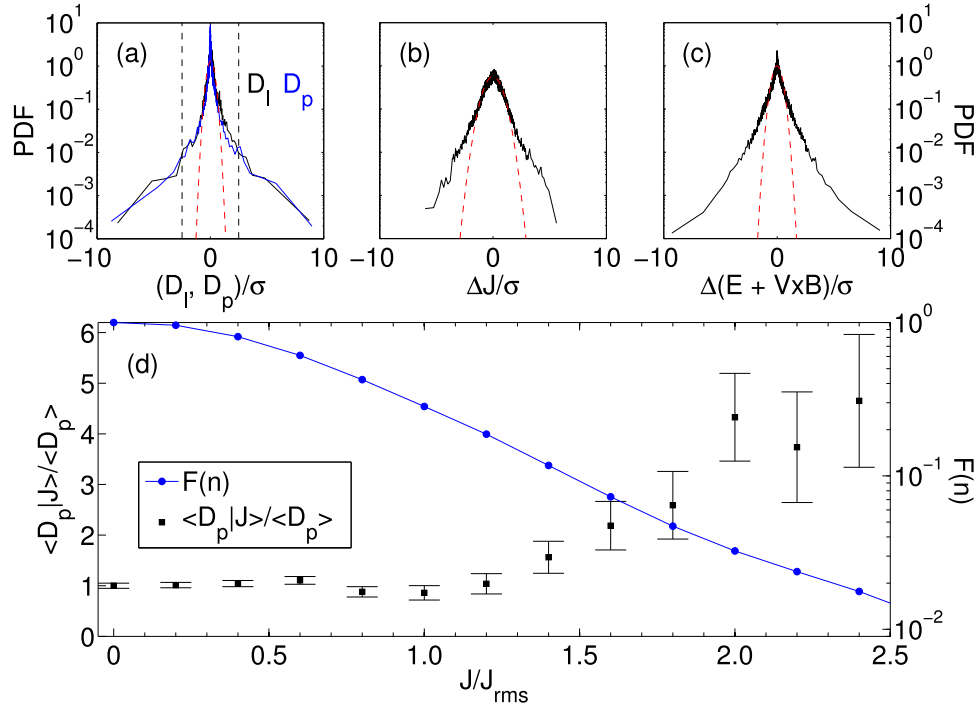 (a) (b) (c)
PDF
PDF
10^1
10^0
10^-1
10^-2
10^-3
10^-4
D_l D_p
-10 0 10
(D_l, D_p)/σ
-10 0 10
ΔJ/σ
-10 0 10
Δ(E + VxB)/σ
10^1
10^0
10^-1
10^-2
10^-3
10^-4
(d)
<D_p|J>/<D_p>
6
5
4
3
2
1
0
F(n)
<D_p|J>/<D_p>
10^0
10^-1
10^-2
F(n)
0 0.5 1.0 1.5 2.0 2.5
J/J_rms